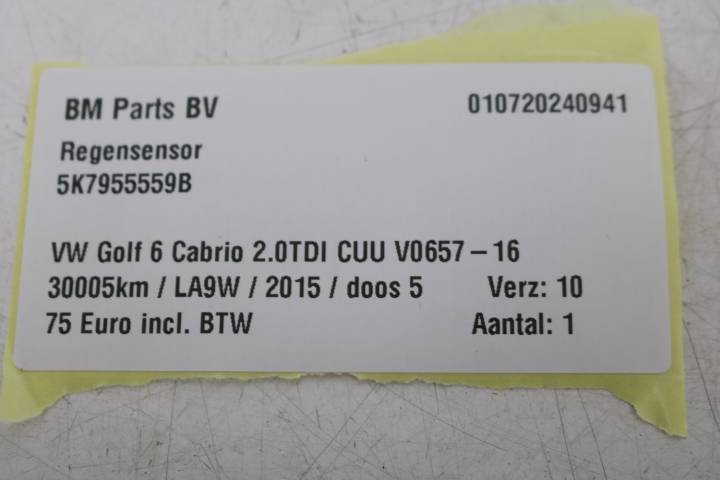 BM Parts BV 010720240941
Regensensor
5K7955559B
VW Golf 6 Cabrio 2.0TDI CUU V0657 – 16
30005km / LA9W / 2015 / doos 5 Verz: 10
75 Euro incl. BTW Aantal: 1